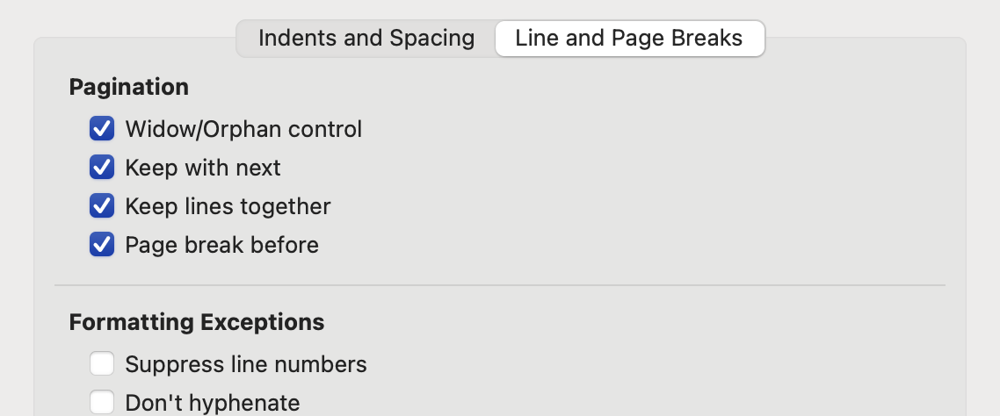 Indents and Spacing Line and Page Breaks
Pagination
Widow/Orphan control
Keep with next
Keep lines together
Page break before
Formatting Exceptions
Suppress line numbers
Don't hyphenate